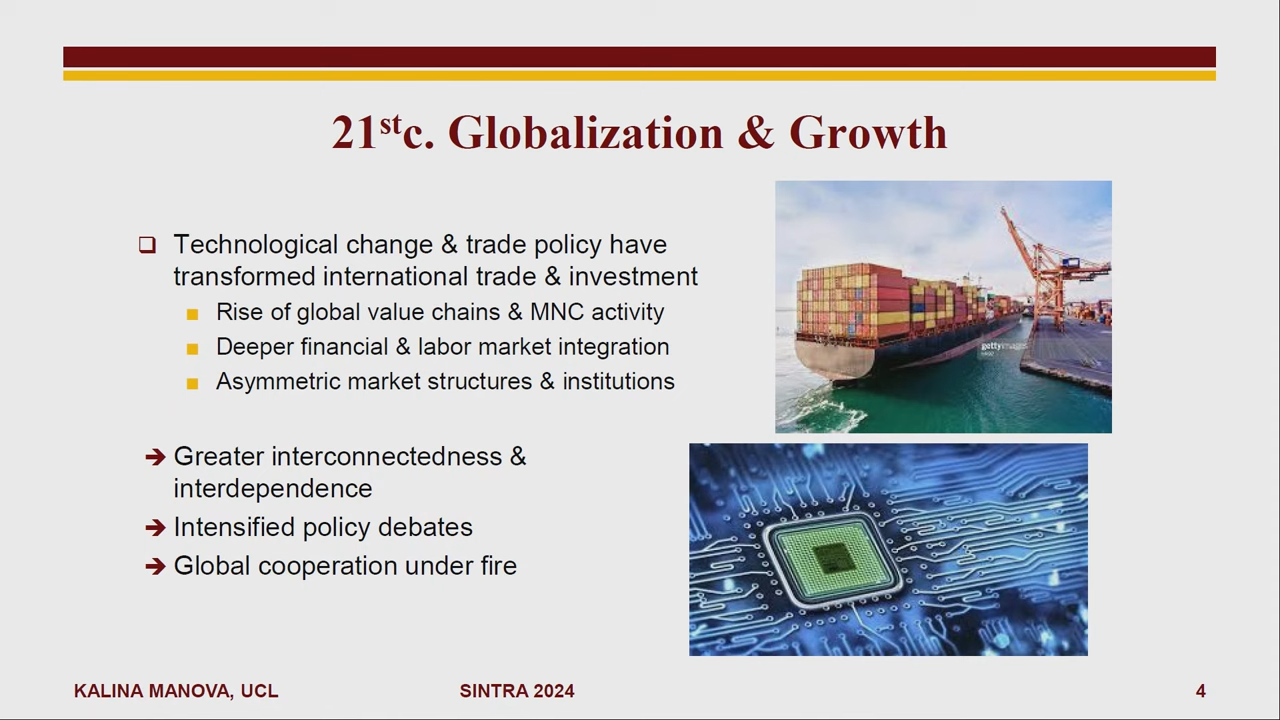 21st c. Globalization & Growth
Technological change & trade policy have
transformed international trade & investment
Rise of global value chains & MNC activity
Deeper financial & labor market integration
Asymmetric market structures & institutions
➔ Greater interconnectedness &
interdependence
➔ Intensified policy debates
➔ Global cooperation under fire
gettyimages
KALINA MANOVA, UCL
SINTRA 2024
4